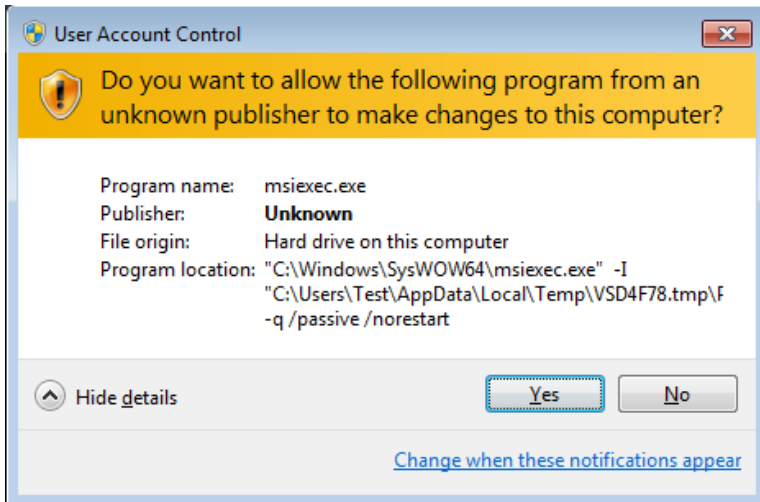 User Account Control
Do you want to allow the following program from an
unknown publisher to make changes to this computer?
Program name: msiexec.exe
Publisher: Unknown
File origin: Hard drive on this computer
Program location: "C:\Windows\SysWOW64\msiexec.exe" -I
"C:\Users\Test\AppData\Local\Temp\VSD4F78.tmp\
-q /passive /norestart
Hide details
Yes No
Change when these notifications appear